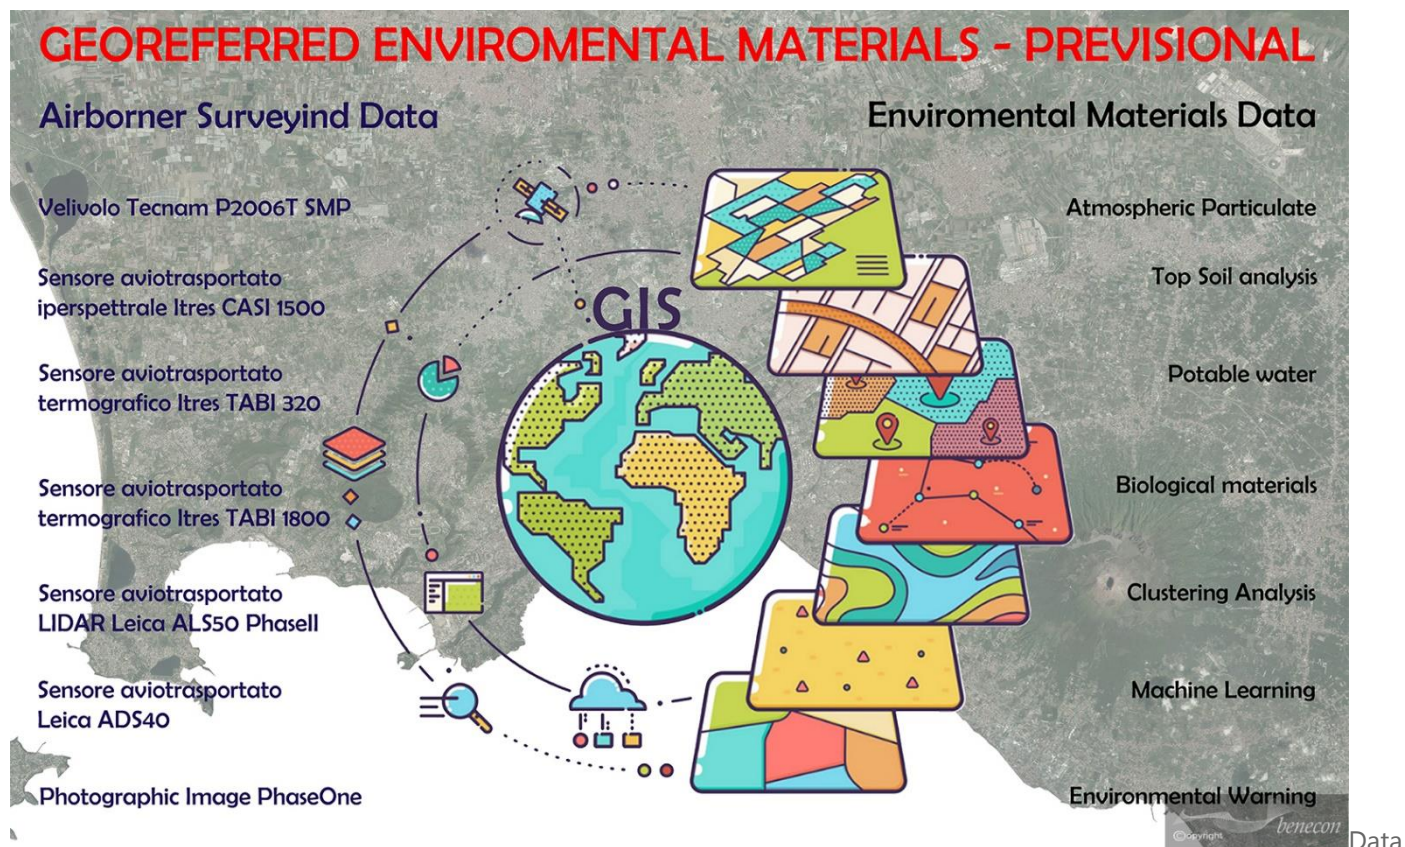 GEOREFERRED ENVIROMENTAL MATERIALS - PREVISIONAL
Airborner Surveyind Data
Enviromental Materials Data
Velivolo Tecnam P2006T SMP
Sensore aviotrasportato
iperspettrale Itres CASI 1500
Sensore aviotrasportato
termografico Itres TABI 320
Sensore aviotrasportato
termografico Itres TABI 1800
Sensore aviotrasportato
LIDAR Leica ALS50 PhaseII
Sensore aviotrasportato
Leica ADS40
Photographic Image PhaseOne
GIS
Atmospheric Particulate
Top Soil analysis
Potable water
Biological materials
Clustering Analysis
Machine Learning
Environmental Warning
©opyright
benecon
Data